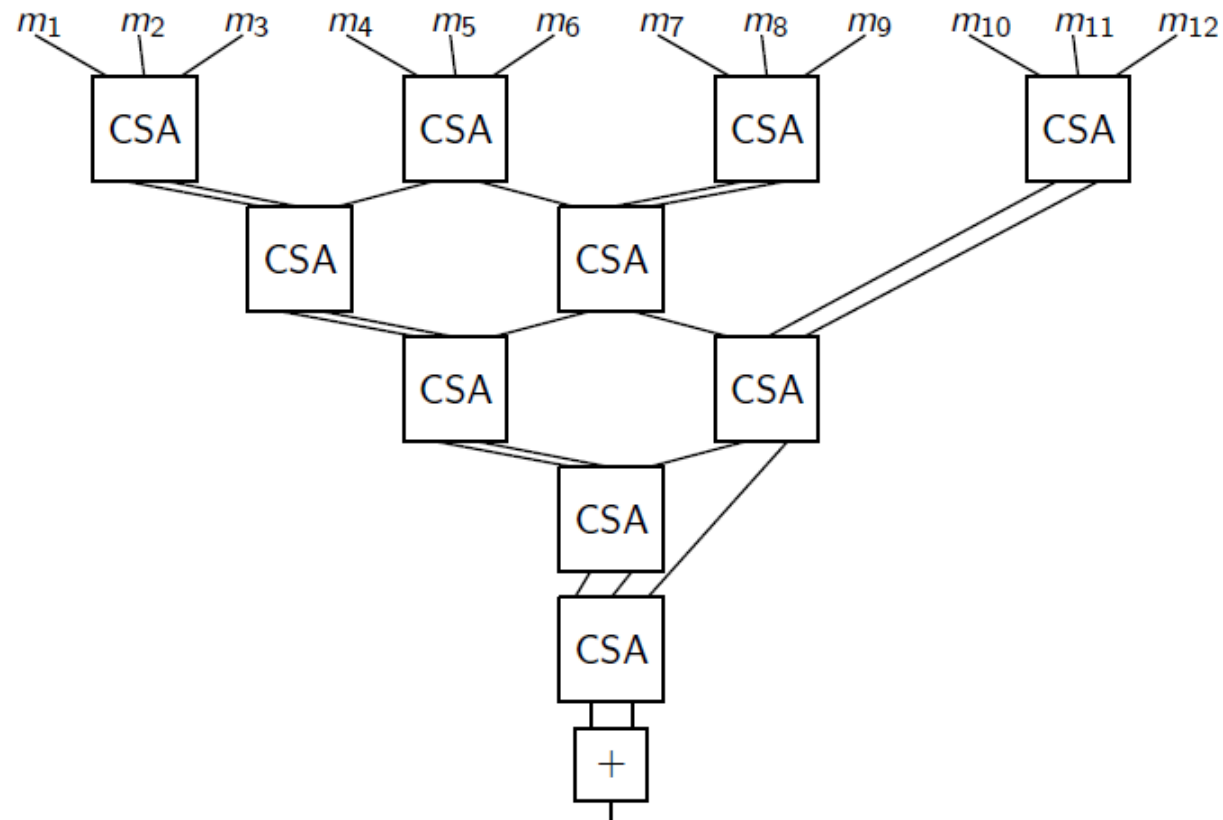 m₁ m₂ m₃ m₄ m₅ m₆ m₇ m₈ m₉ m₁₀ m₁₁ m₁₂
CSA CSA CSA CSA
CSA CSA
CSA CSA
CSA
CSA
+